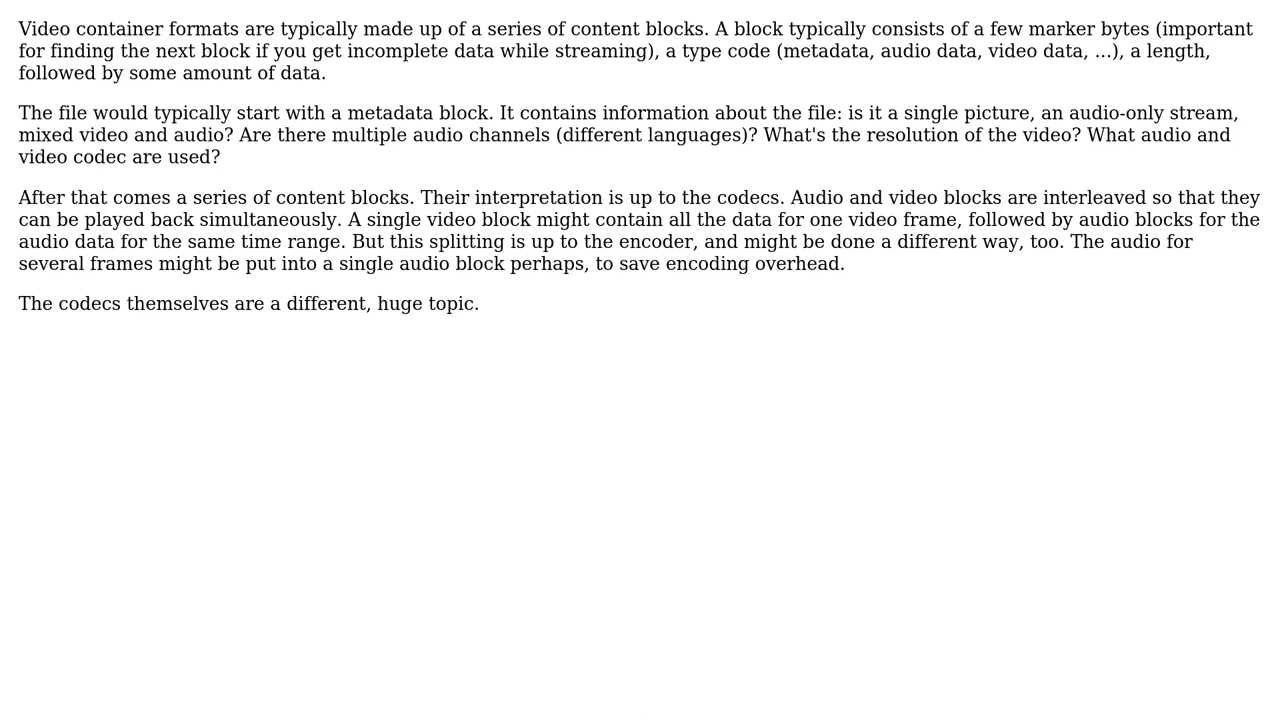 Video container formats are typically made up of a series of content blocks. A block typically consists of a few marker bytes (important
for finding the next block if you get incomplete data while streaming), a type code (metadata, audio data, video data, ...), a length,
followed by some amount of data.
The file would typically start with a metadata block. It contains information about the file: is it a single picture, an audio-only stream,
mixed video and audio? Are there multiple audio channels (different languages)? What's the resolution of the video? What audio and
video codec are used?
After that comes a series of content blocks. Their interpretation is up to the codecs. Audio and video blocks are interleaved so that they
can be played back simultaneously. A single video block might contain all the data for one video frame, followed by audio blocks for the
audio data for the same time range. But this splitting is up to the encoder, and might be done a different way, too. The audio for
several frames might be put into a single audio block perhaps, to save encoding overhead.
The codecs themselves are a different, huge topic.